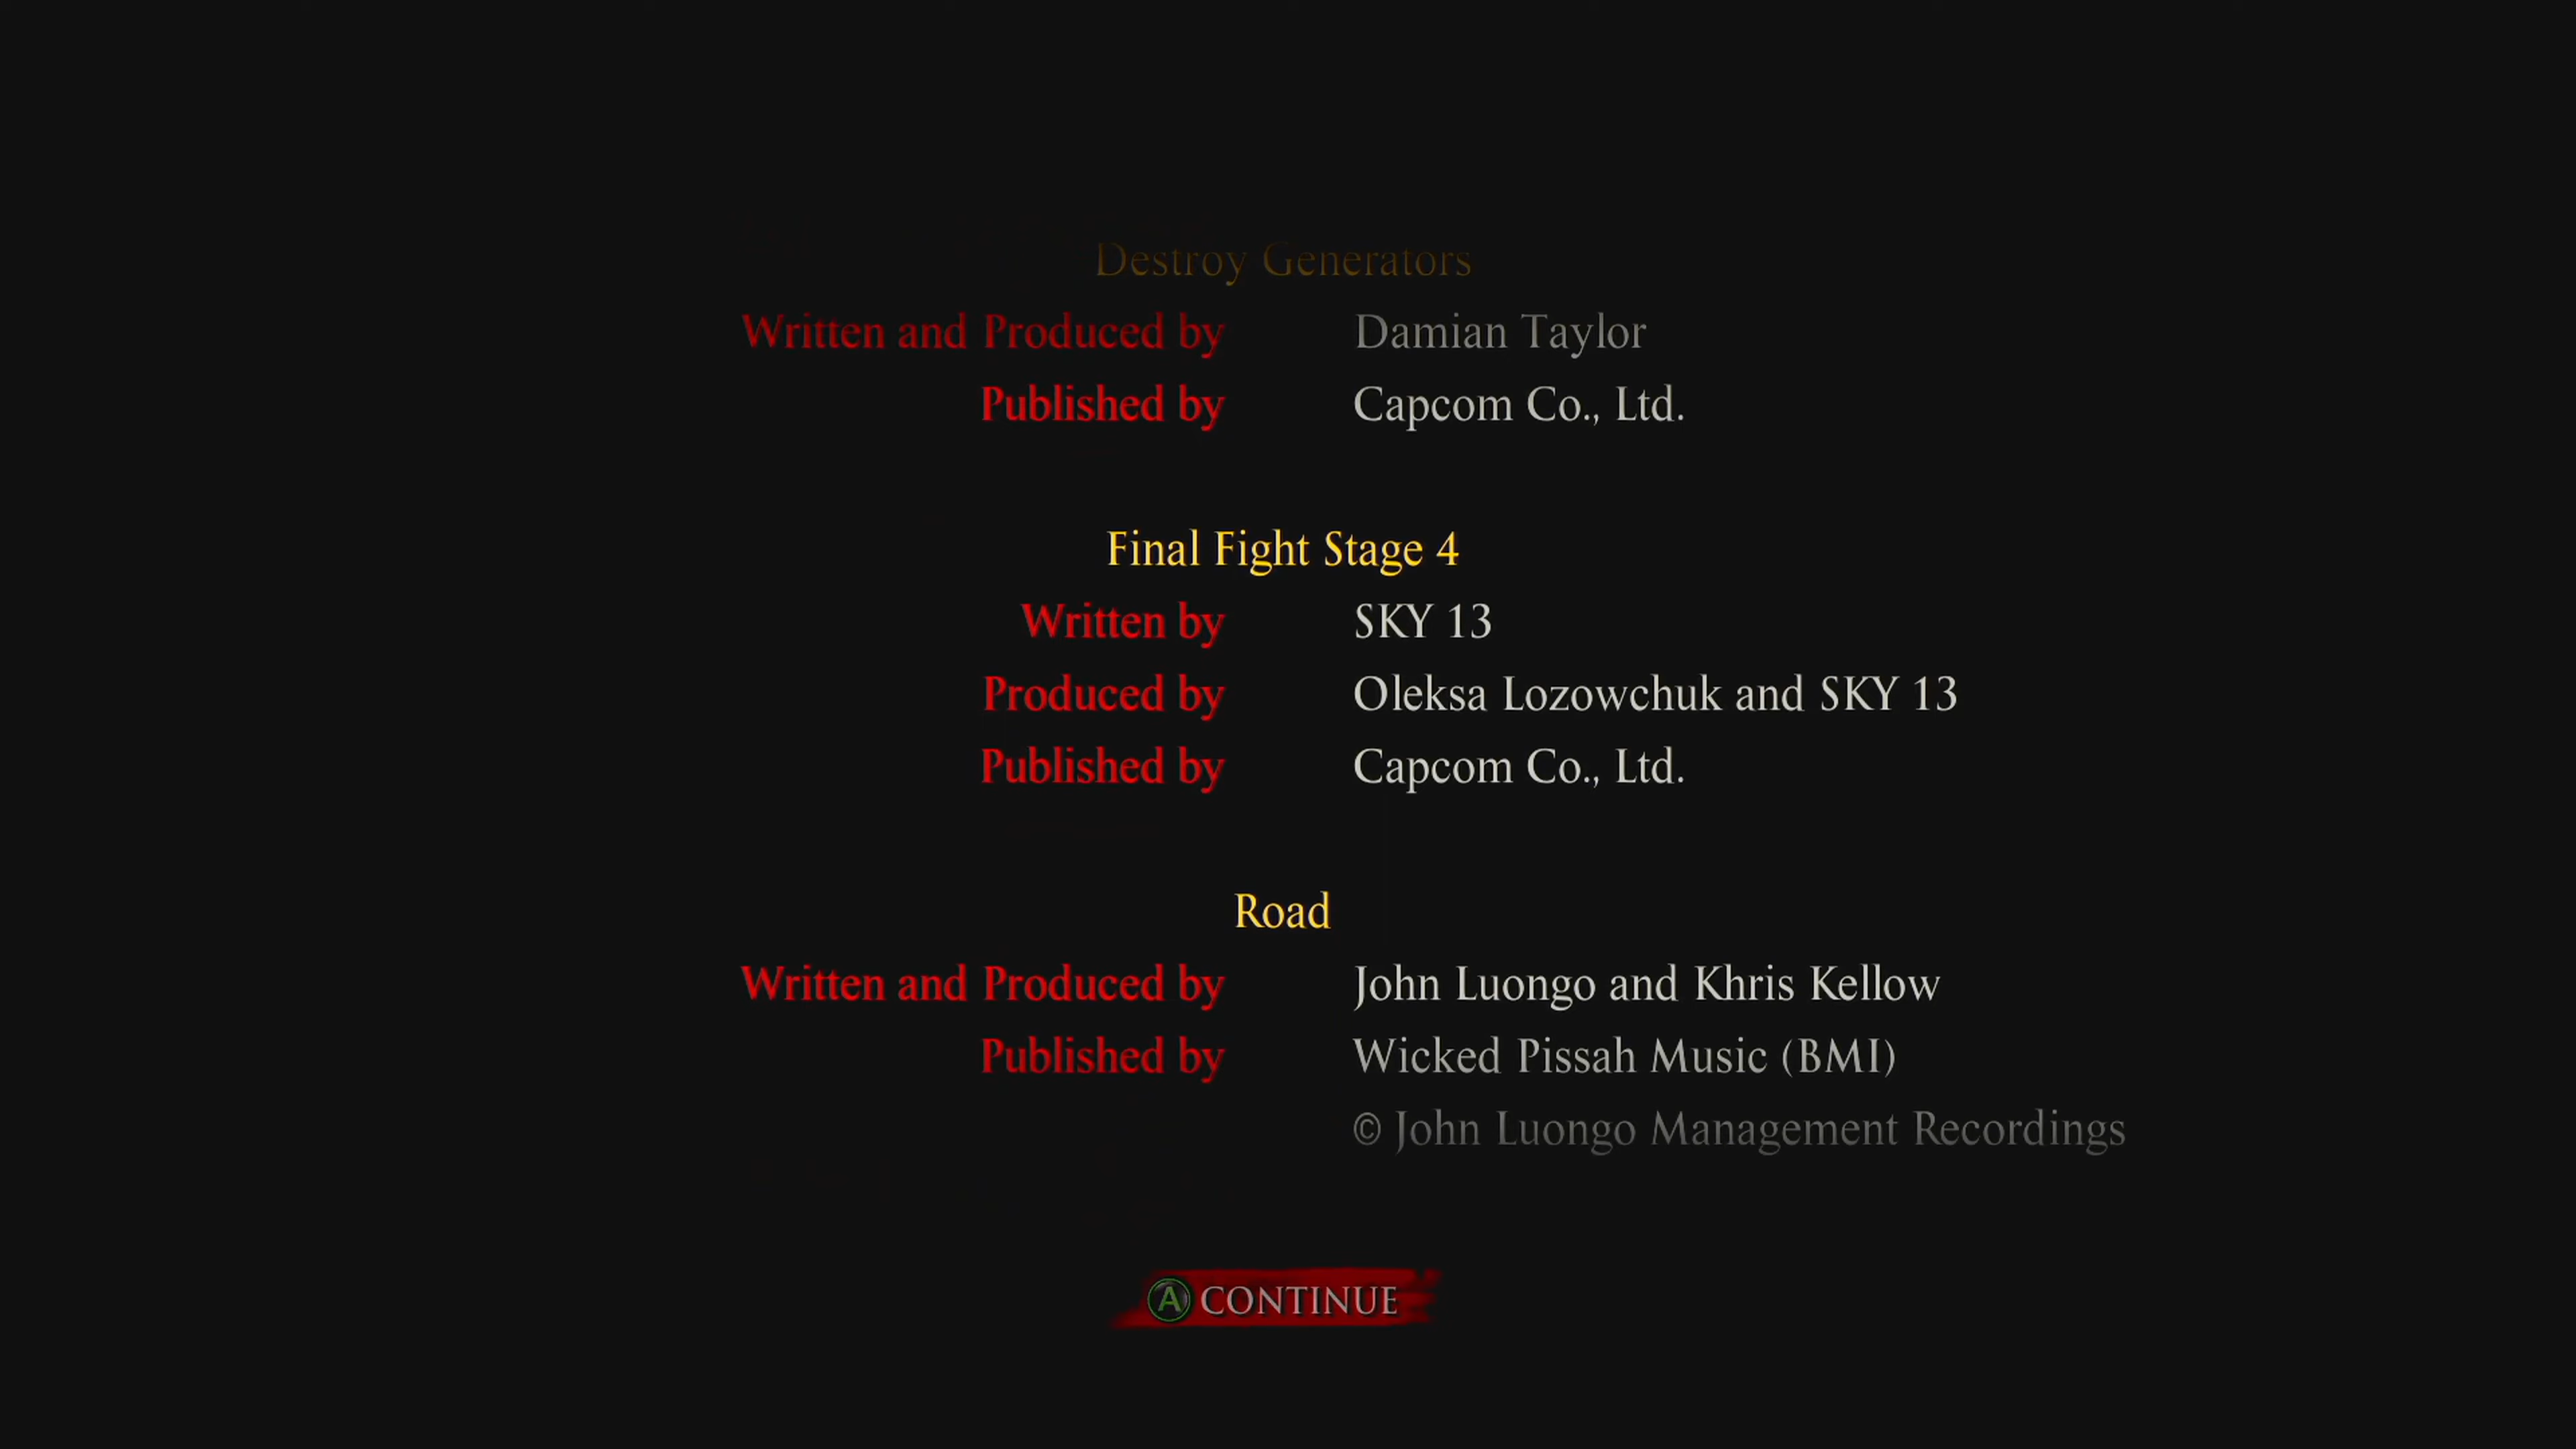 Destroy Generators
Written and Produced by Damian Taylor
Published by Capcom Co., Ltd.
Final Fight Stage 4
Written by SKY 13
Produced by Oleksa Lozowchuk and SKY 13
Published by Capcom Co., Ltd.
Road
Written and Produced by John Luongo and Khris Kellow
Published by Wicked Pissah Music (BMI)
© John Luongo Management Recordings
A CONTINUE